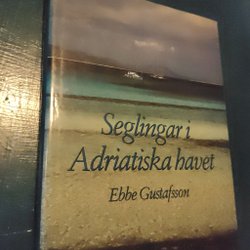 Seglingar i
Adriatiska havet
Ebbe Gustafsson